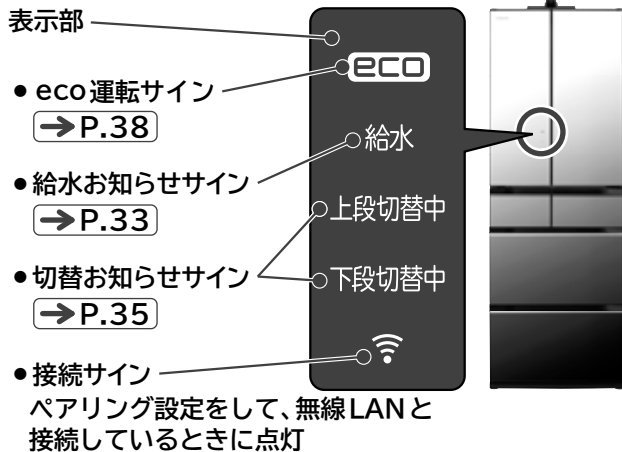 表示部
eco
• eco運転サイン
➔P.38
給水
• 給水お知らせサイン
➔P.33
上段切替中
• 切替お知らせサイン
➔P.35
下段切替中
• 接続サイン
ペアリング設定をして、無線LANと
接続しているときに点灯